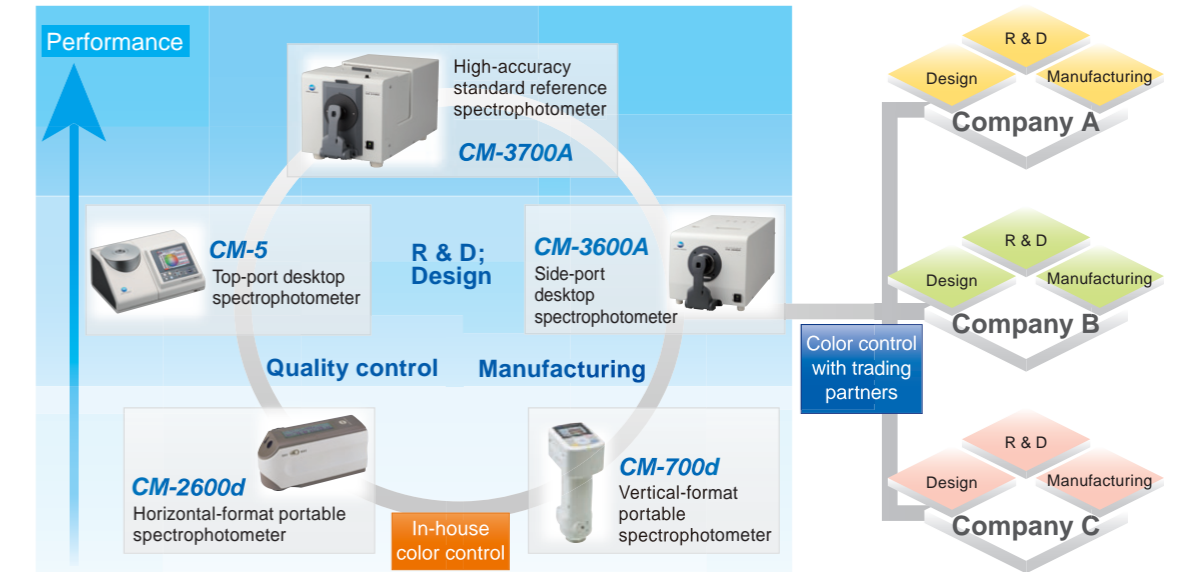 Performance
High-accuracy
standard reference
spectrophotometer
CM-3700A
CM-5
Top-port desktop
spectrophotometer
R & D;
Design
CM-3600A
Side-port
desktop
spectrophotometer
Quality control
Manufacturing
CM-2600d
Horizontal-format portable
spectrophotometer
In-house
color control
CM-700d
Vertical-format
portable
spectrophotometer
Color control
with trading
partners
R & D
Design
Manufacturing
Company A
R & D
Design
Manufacturing
Company B
R & D
Design
Manufacturing
Company C